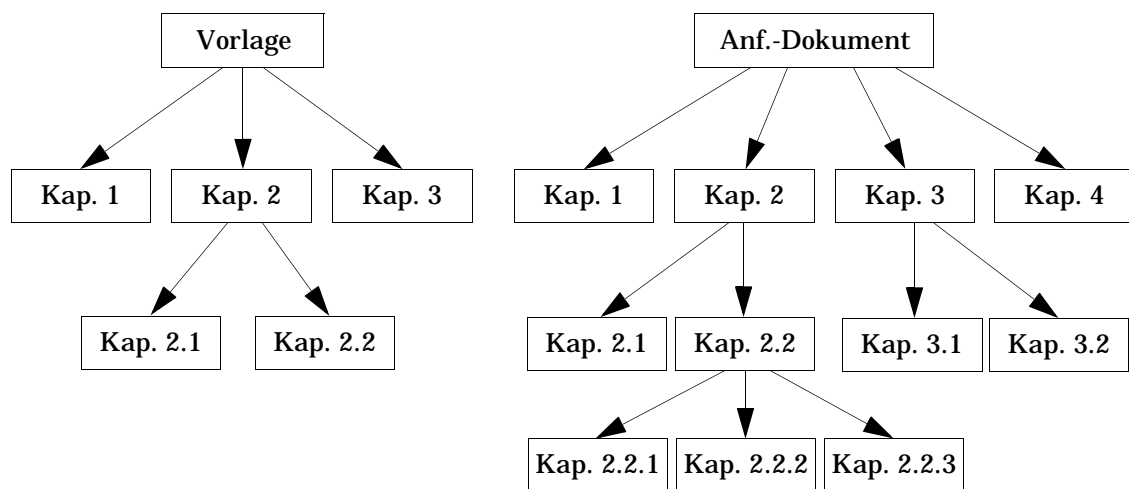 Vorlage
Kap. 1
Kap. 2
Kap. 3
Kap. 2.1
Kap. 2.2
Anf.-Dokument
Kap. 1
Kap. 2
Kap. 3
Kap. 4
Kap. 2.1
Kap. 2.2
Kap. 3.1
Kap. 3.2
Kap. 2.2.1
Kap. 2.2.2
Kap. 2.2.3